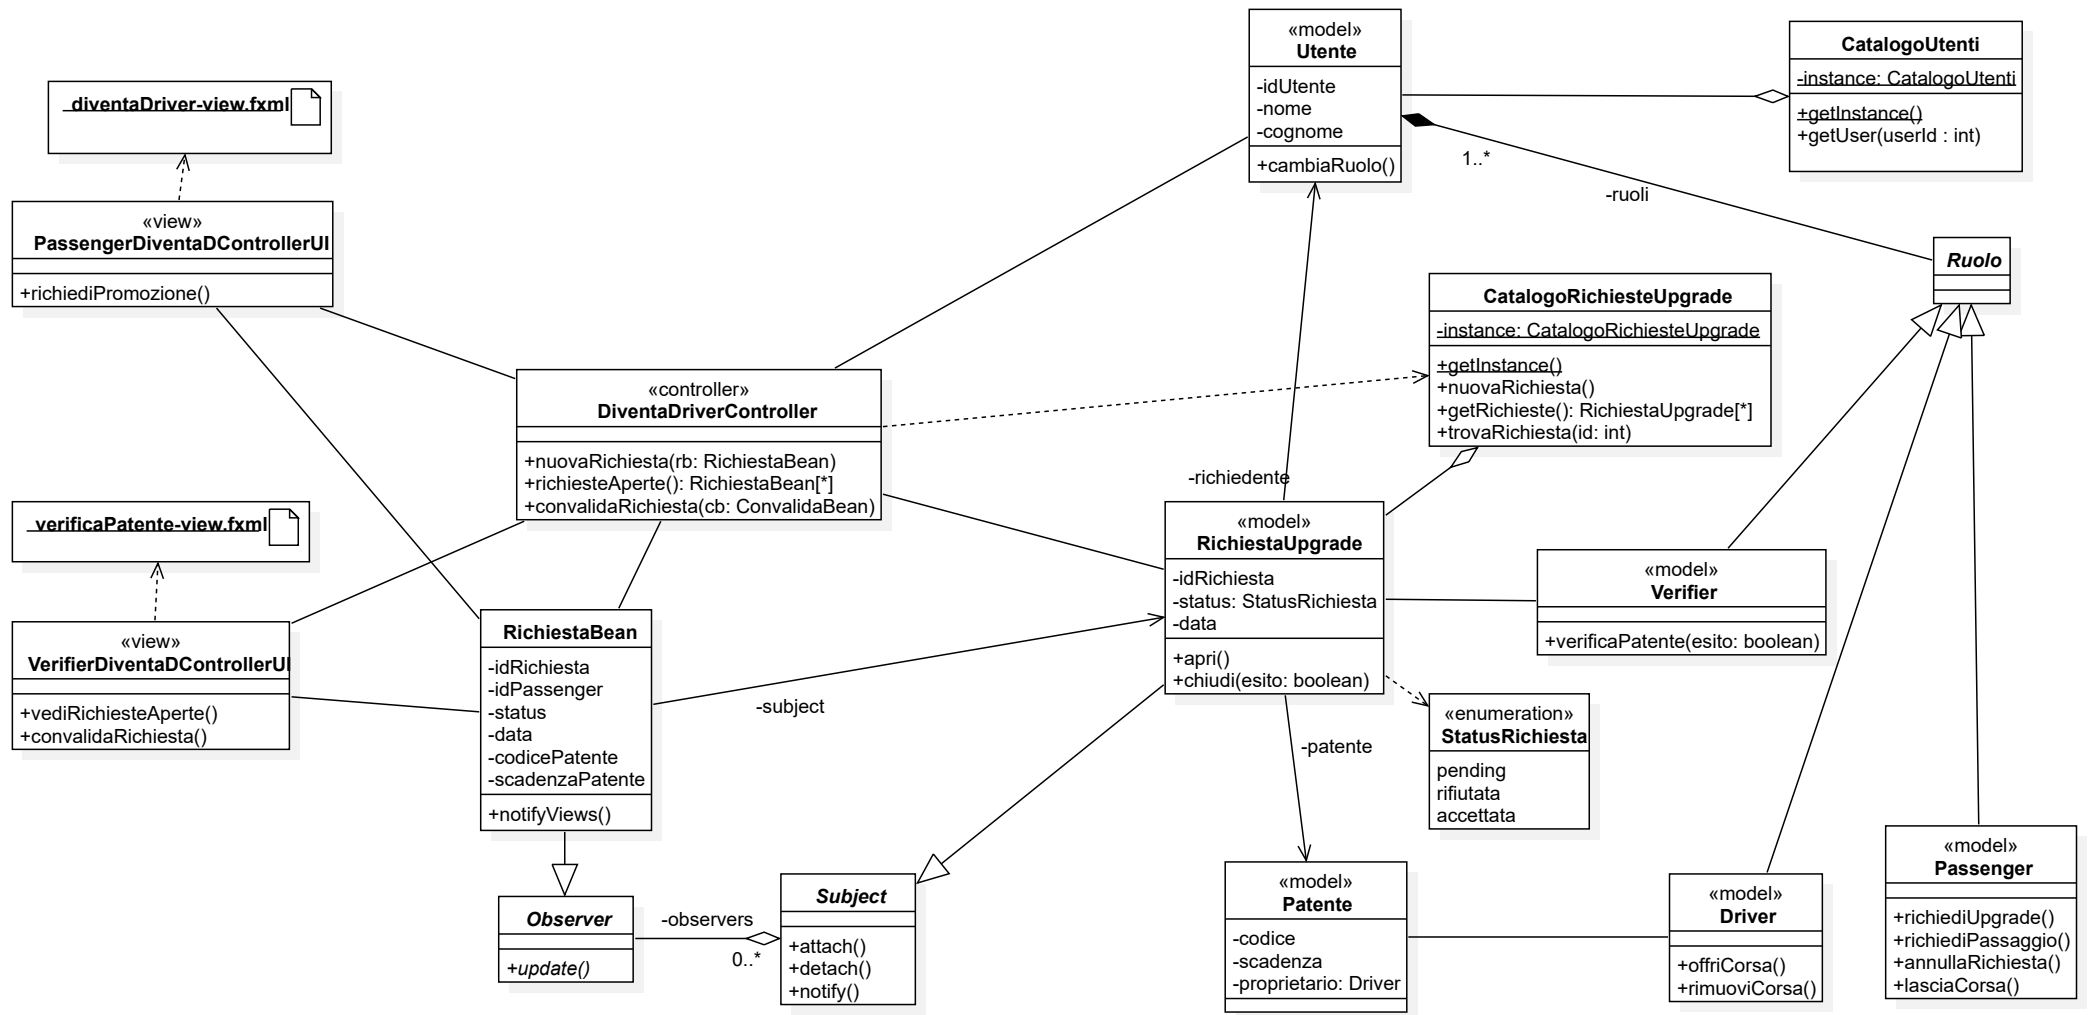 «model»
Utente
-idUtente
-nome
-cognome
+cambiaRuolo()
CatalogoUtenti
-instance: CatalogoUtenti
+getInstance()
+getUser(userId : int)
diventaDriver-view.fxml
1..*
-ruoli
«view»
PassengerDiventaDControllerUI
+richiediPromozione()
Ruolo
CatalogoRichiesteUpgrade
-instance: CatalogoRichiesteUpgrade
+getInstance()
+nuovaRichiesta()
+getRichieste(): RichiestaUpgrade[*]
+trovaRichiesta(id: int)
«controller»
DiventaDriverController
+nuovaRichiesta(rb: RichiestaBean)
+richiesteAperte(): RichiestaBean[*]
+convalidaRichiesta(cb: ConvalidaBean)
-richiedente
verificaPatente-view.fxml
«model»
RichiestaUpgrade
-idRichiesta
-status: StatusRichiesta
-data
+apri()
+chiudi(esito: boolean)
«model»
Verifier
+verificaPatente(esito: boolean)
«view»
VerifierDiventaDControllerUI
+vediRichiesteAperte()
+convalidaRichiesta()
RichiestaBean
-idRichiesta
-idPassenger
-status
-data
-codicePatente
-scadenzaPatente
+notifyViews()
-subject
-patente
«enumeration»
StatusRichiesta
pending
rifiutata
accettata
Observer
+update()
-observers
0..*
Subject
+attach()
+detach()
+notify()
«model»
Patente
-codice
-scadenza
-proprietario: Driver
«model»
Driver
+offriCorsa()
+rimuoviCorsa()
«model»
Passenger
+richiediUpgrade()
+richiediPassaggio()
+annullaRichiesta()
+lasciaCorsa()